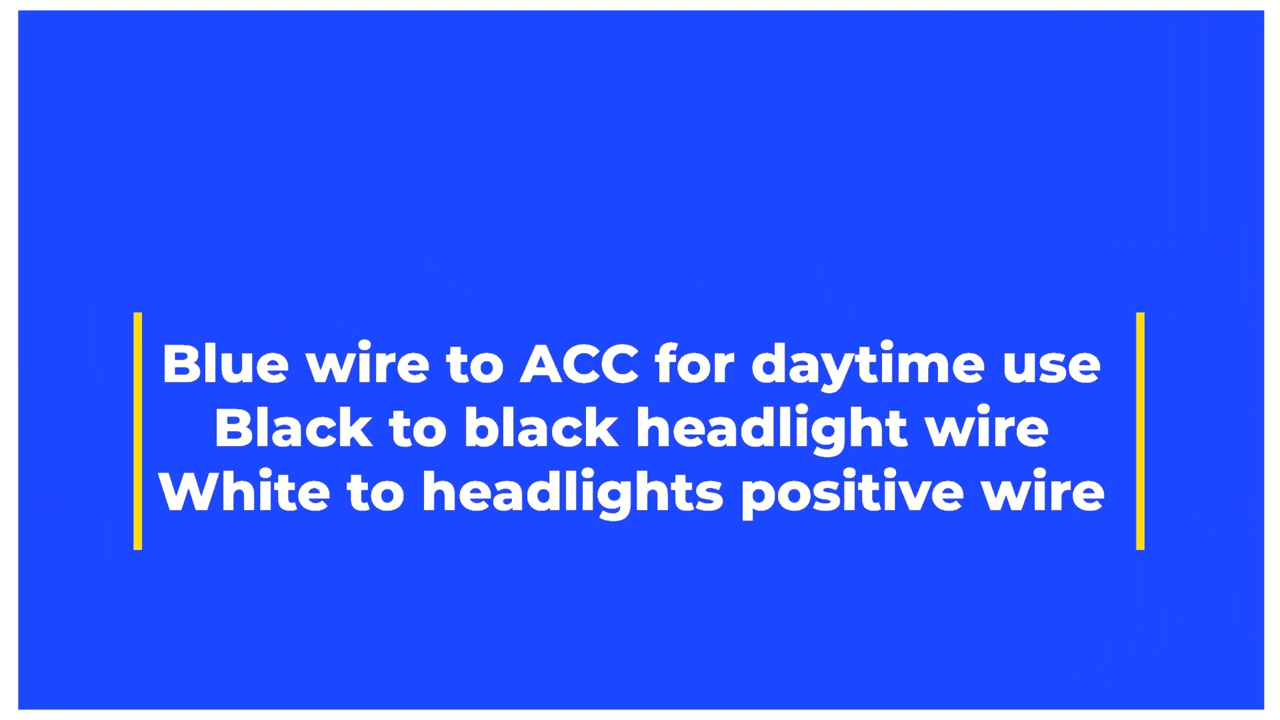 Blue wire to ACC for daytime use
Black to black headlight wire
White to headlights positive wire